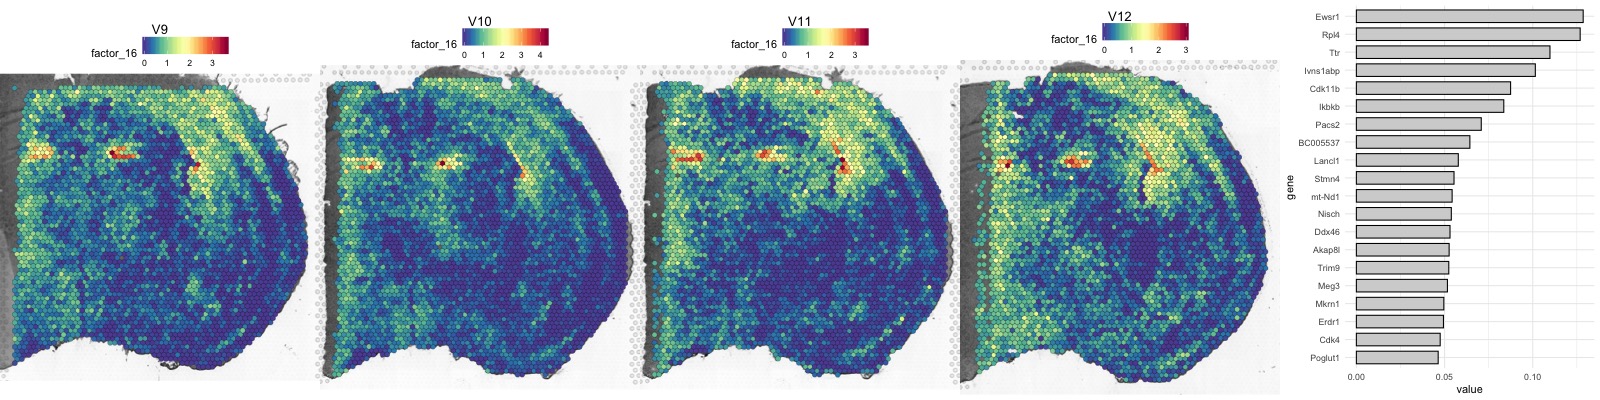 V9
factor_16
0 1 2 3
V10
factor_16
0 1 2 3 4
V11
factor_16
0 1 2 3
V12
factor_16
0 1 2 3
gene
Ewsr1
Rpl4
Ttr
Ivns1abp
Cdk11b
Ikbkb
Pacs2
BC005537
Lancl1
Stmn4
mt-Nd1
Nisch
Ddx46
Akap8l
Trim9
Meg3
Mkrn1
Erdr1
Cdk4
Poglut1
0.00 0.05 0.10
value